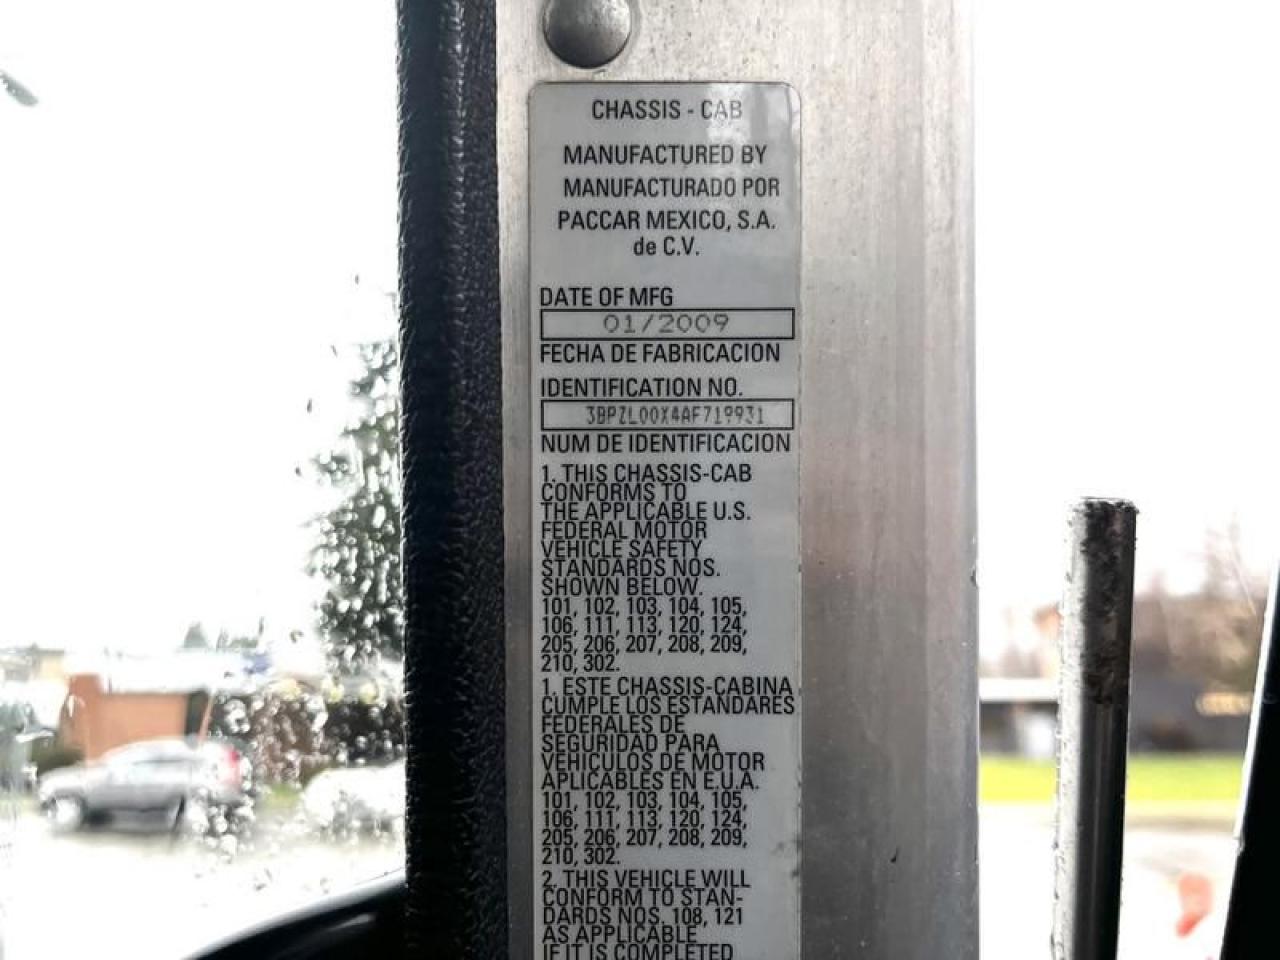 CHASSIS - CAB
MANUFACTURED BY
MANUFACTURADO POR
PACCAR MEXICO, S.A.
de C.V.
DATE OF MFG
01/2009
FECHA DE FABRICACION
IDENTIFICATION NO.
3BPZL00X4AF719931
NUM DE IDENTIFICACION
1. THIS CHASSIS-CAB
CONFORMS TO
THE APPLICABLE U.S.
FEDERAL MOTOR
VEHICLE SAFETY
STANDARDS NOS.
SHOWN BELOW.
101, 102, 103, 104, 105,
106, 111, 113, 120, 124,
205, 206, 207, 208, 209,
210, 302.
1. ESTE CHASSIS-CABINA
CUMPLE LOS ESTANDARES
FEDERALES DE
SEGURIDAD PARA
VEHICULOS DE MOTOR
APLICABLES EN E.U.A.
101, 102, 103, 104, 105,
106, 111, 113, 120, 124,
205, 206, 207, 208, 209,
210, 302.
2. THIS VEHICLE WILL
CONFORM TO STAN-
DARDS NOS. 108, 121
AS APPLICABLE
IF IT IS COMPLETED